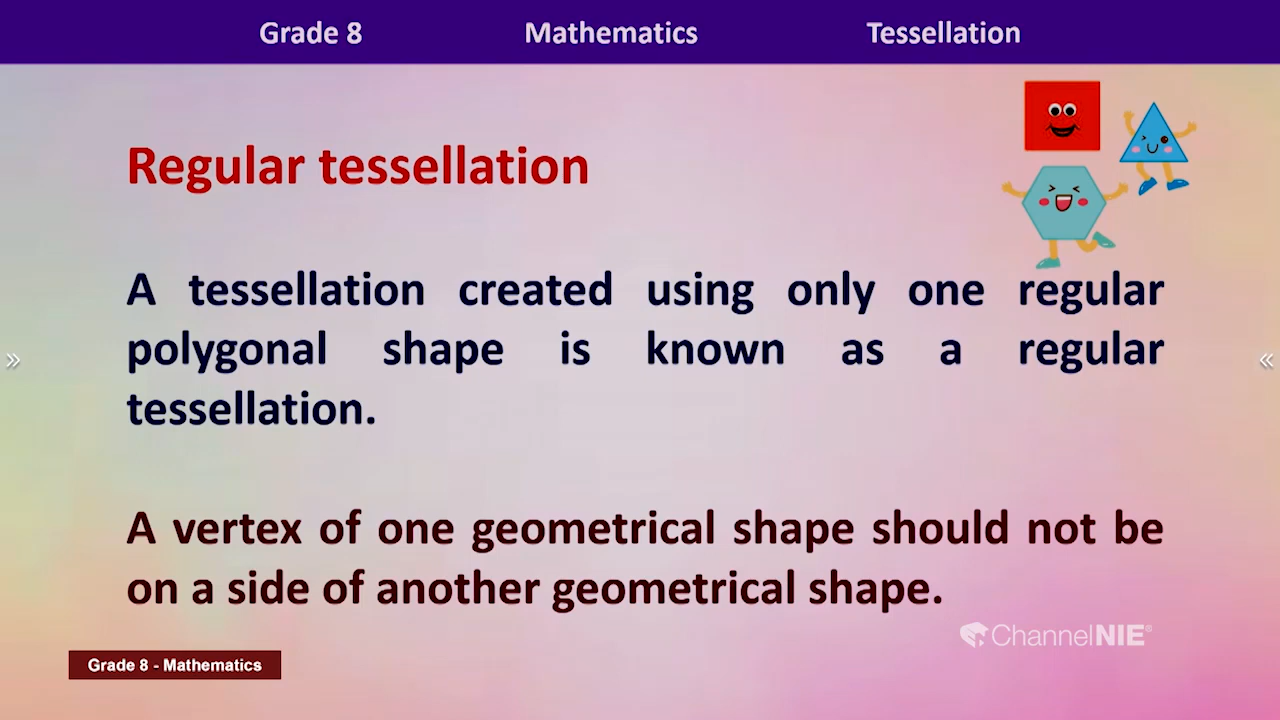 Grade 8 Mathematics Tessellation
Regular tessellation
A tessellation created using only one regular
polygonal shape is known as a regular
tessellation.
A vertex of one geometrical shape should not be
on a side of another geometrical shape.
ChannelNIE®
Grade 8 - Mathematics